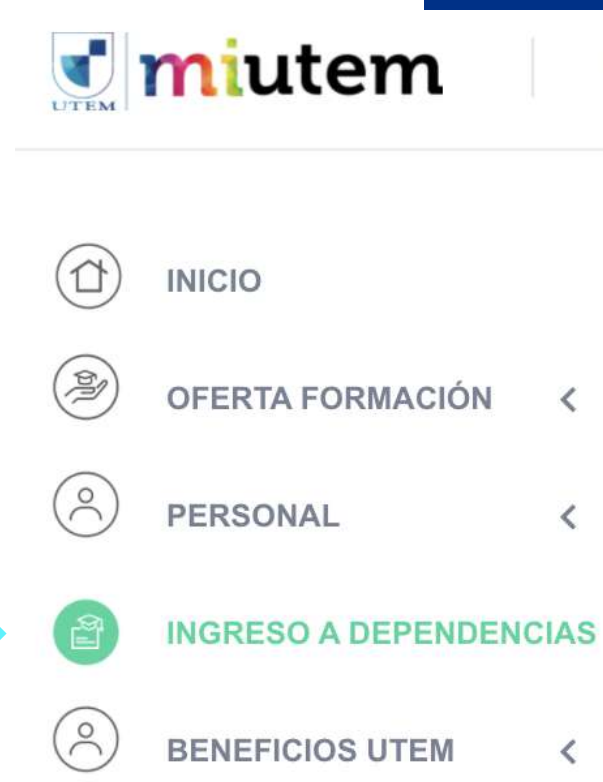 UTEM
miutem
INICIO
OFERTA FORMACIÓN
PERSONAL
INGRESO A DEPENDENCIAS
BENEFICIOS UTEM